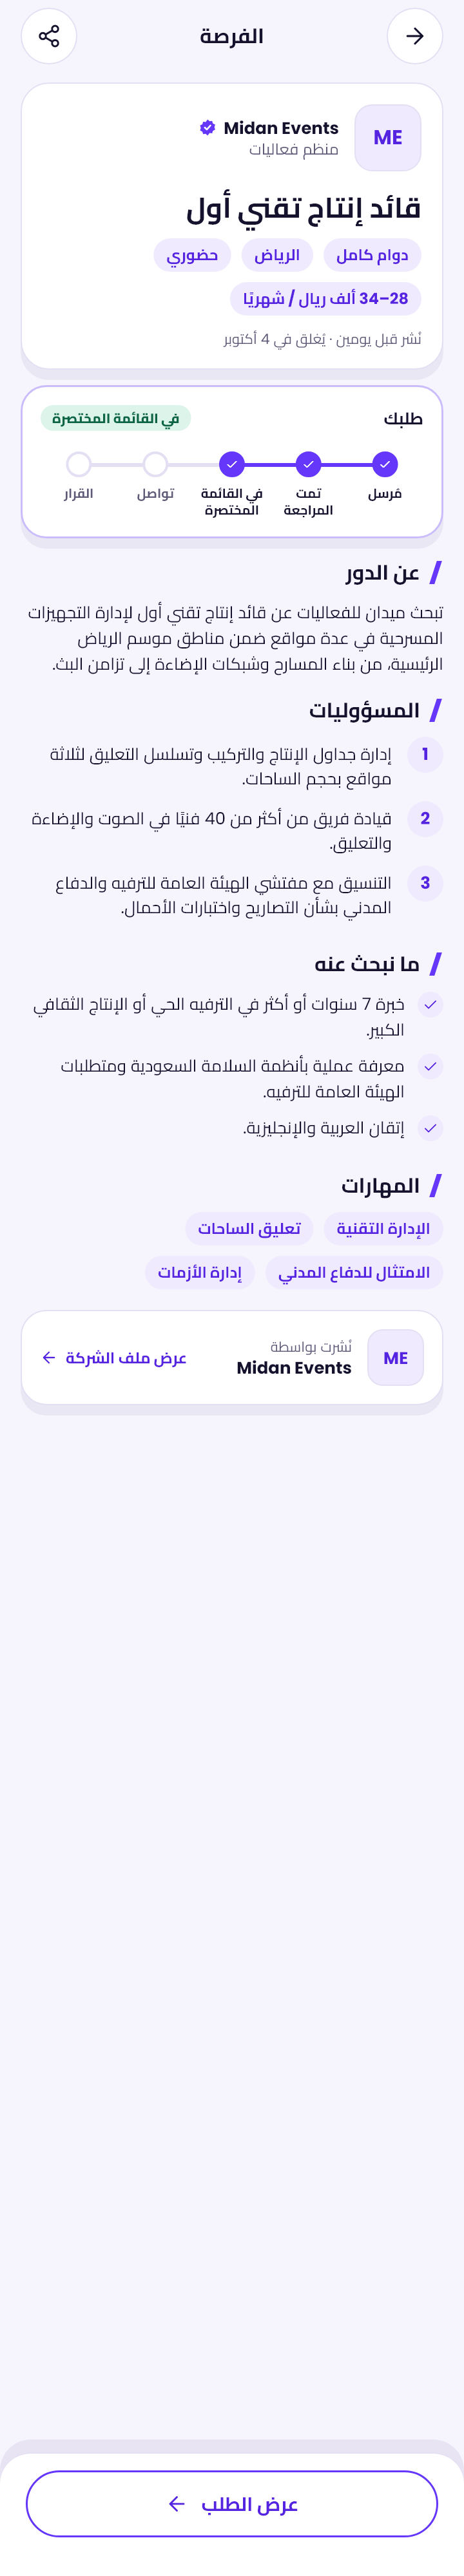 الفرصة
ME
Midan Events
منظم فعاليات
قائد إنتاج تقني أول
دوام كامل
الرياض
حضوري
28–34 ألف ريال / شهريًا
نُشر قبل يومين · يُغلق في 4 أكتوبر
طلبك
في القائمة المختصرة
مُرسل
تمت
المراجعة
في القائمة
المختصرة
تواصل
القرار
عن الدور
تبحث ميدان للفعاليات عن قائد إنتاج تقني أول لإدارة التجهيزات
المسرحية في عدة مواقع ضمن مناطق موسم الرياض
الرئيسية، من بناء المسارح وشبكات الإضاءة إلى تزامن البث.
المسؤوليات
1
إدارة جداول الإنتاج والتركيب وتسلسل التعليق لثلاثة
مواقع بحجم الساحات.
2
قيادة فريق من أكثر من 40 فنيًا في الصوت والإضاءة
والتعليق.
3
التنسيق مع مفتشي الهيئة العامة للترفيه والدفاع
المدني بشأن التصاريح واختبارات الأحمال.
ما نبحث عنه
خبرة 7 سنوات أو أكثر في الترفيه الحي أو الإنتاج الثقافي
الكبير.
معرفة عملية بأنظمة السلامة السعودية ومتطلبات
الهيئة العامة للترفيه.
إتقان العربية والإنجليزية.
المهارات
الإدارة التقنية
تعليق الساحات
الامتثال للدفاع المدني
إدارة الأزمات
ME
نُشرت بواسطة
Midan Events
عرض ملف الشركة
عرض الطلب